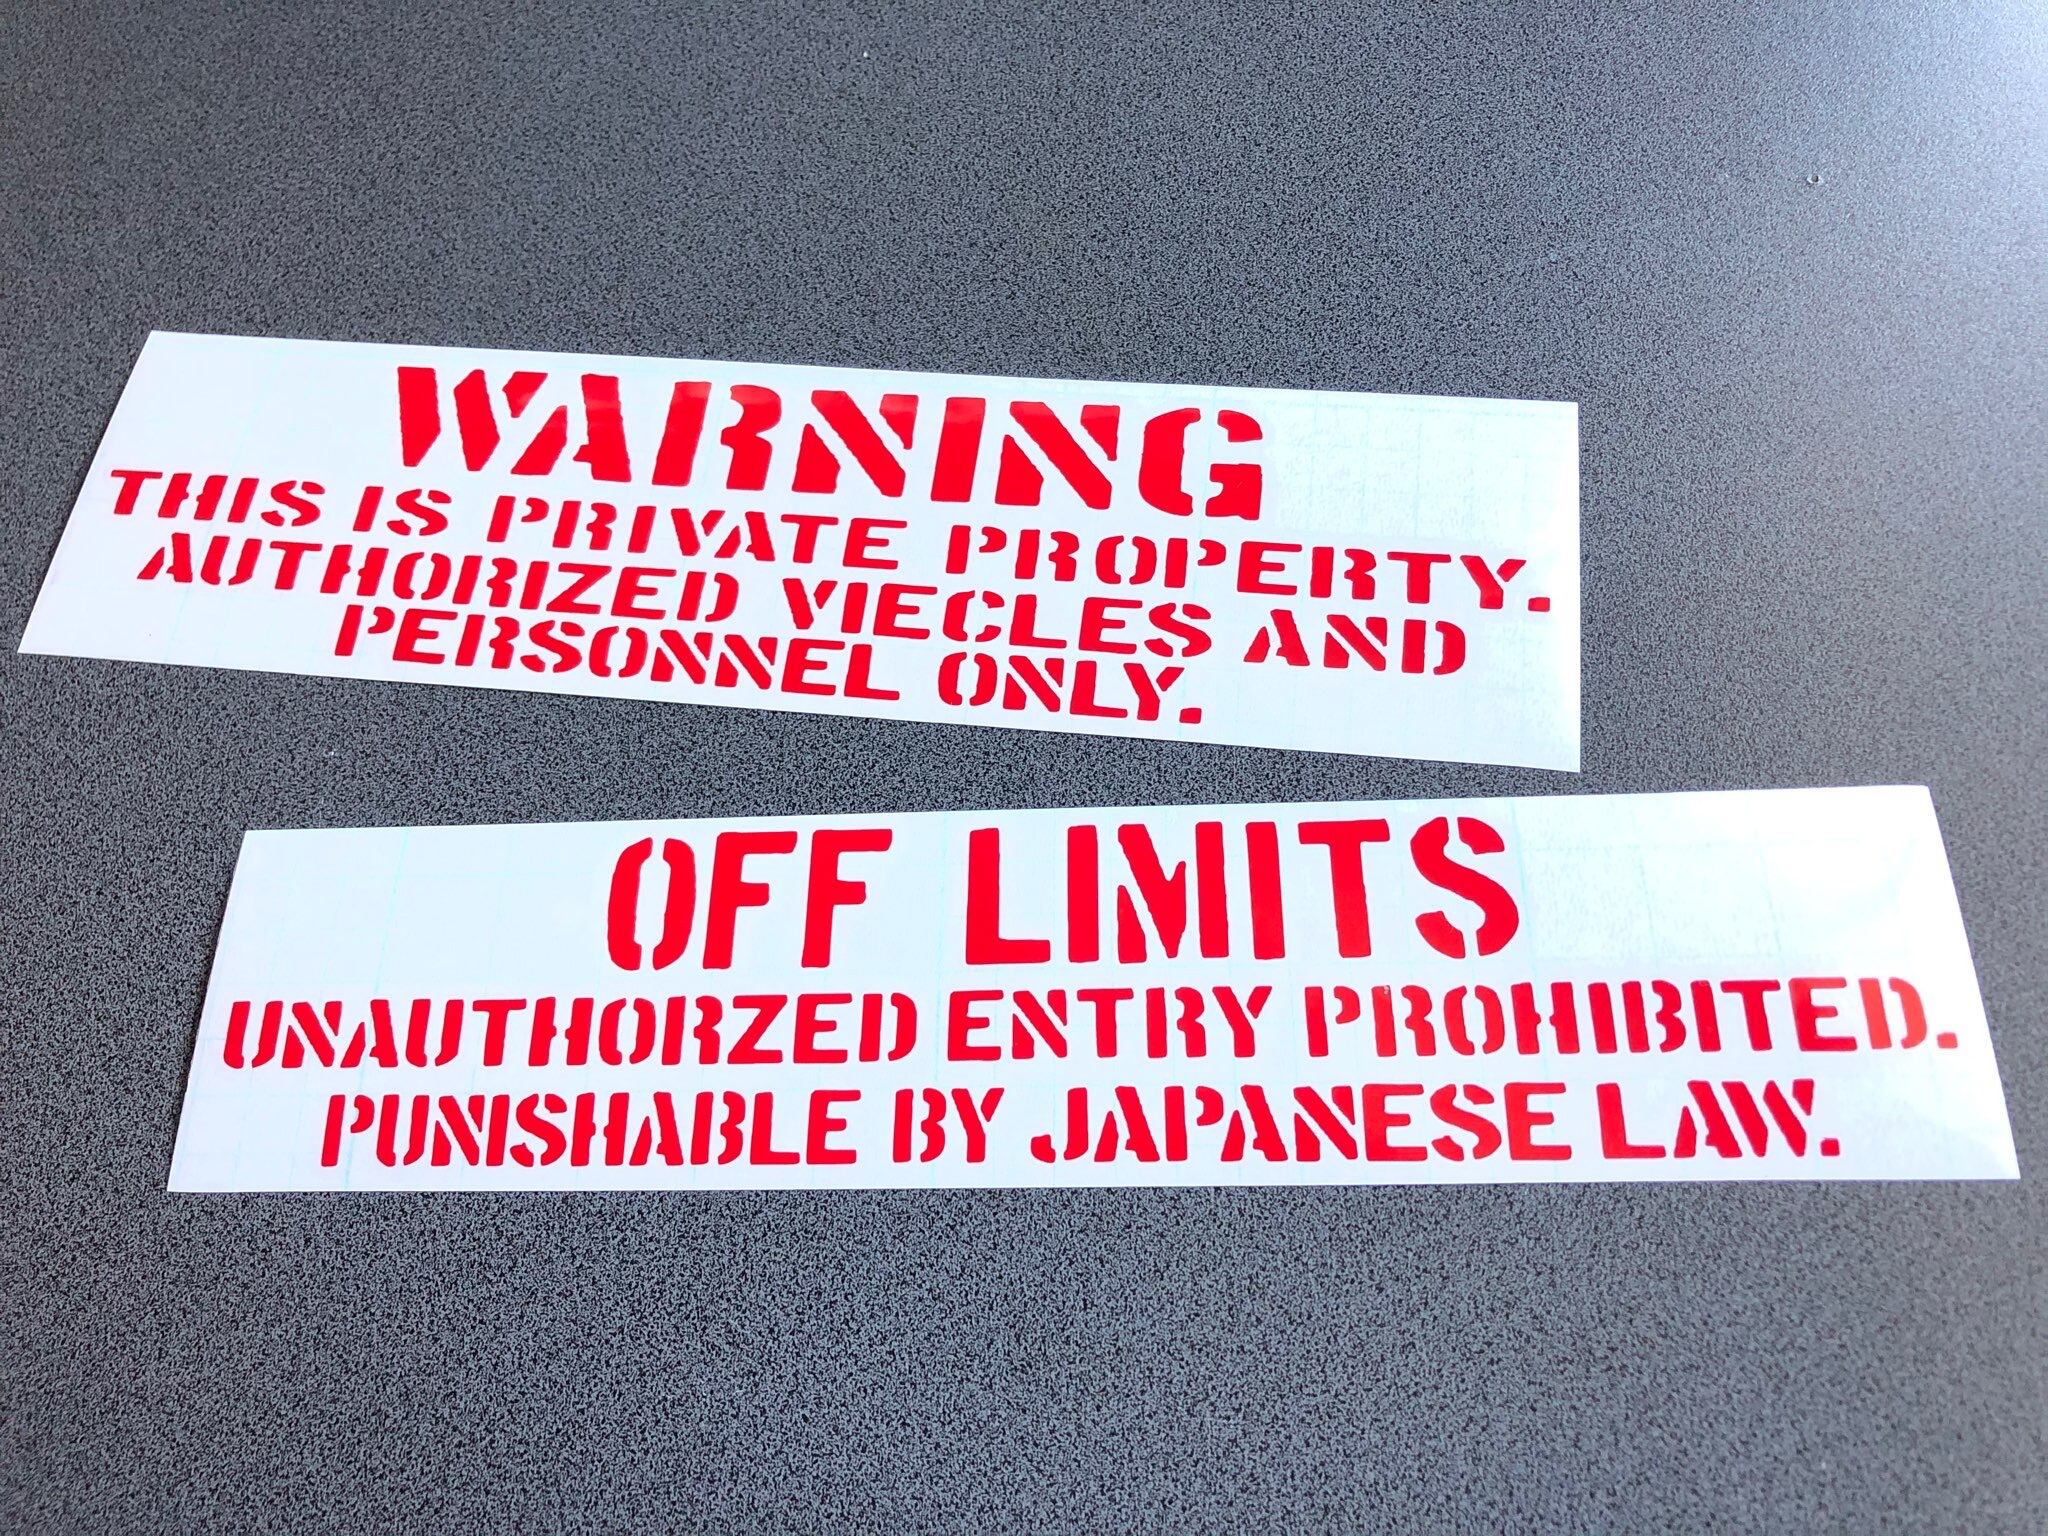 WARNING
THIS IS PRIVATE PROPERTY.
AUTHORIZED VIECLES AND
PERSONNEL ONLY.
OFF LIMITS
UNAUTHORZED ENTRY PROHIBITED.
PUNISHABLE BY JAPANESE LAW.